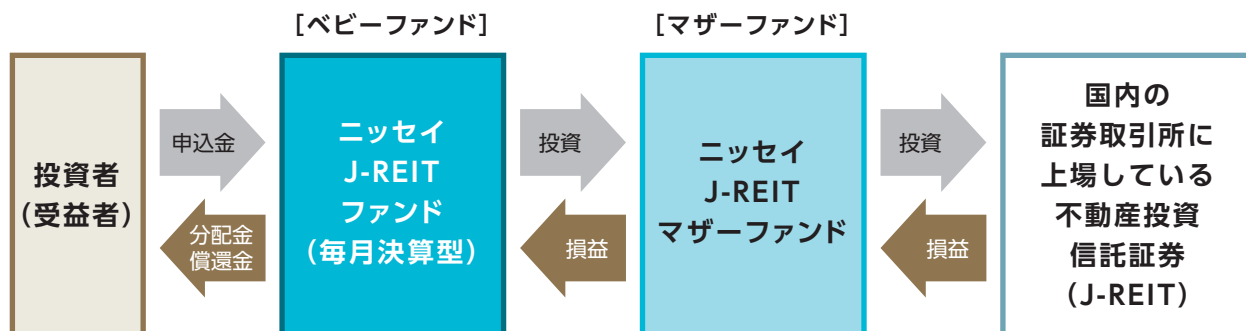 [ベビーファンド]
[マザーファンド]
投資者
（受益者）
申込金
分配金
償還金
ニッセイ
J-REIT
ファンド
（毎月決算型）
投資
損益
ニッセイ
J-REIT
マザーファンド
投資
損益
国内の
証券取引所に
上場している
不動産投資
信託証券
（J-REIT）